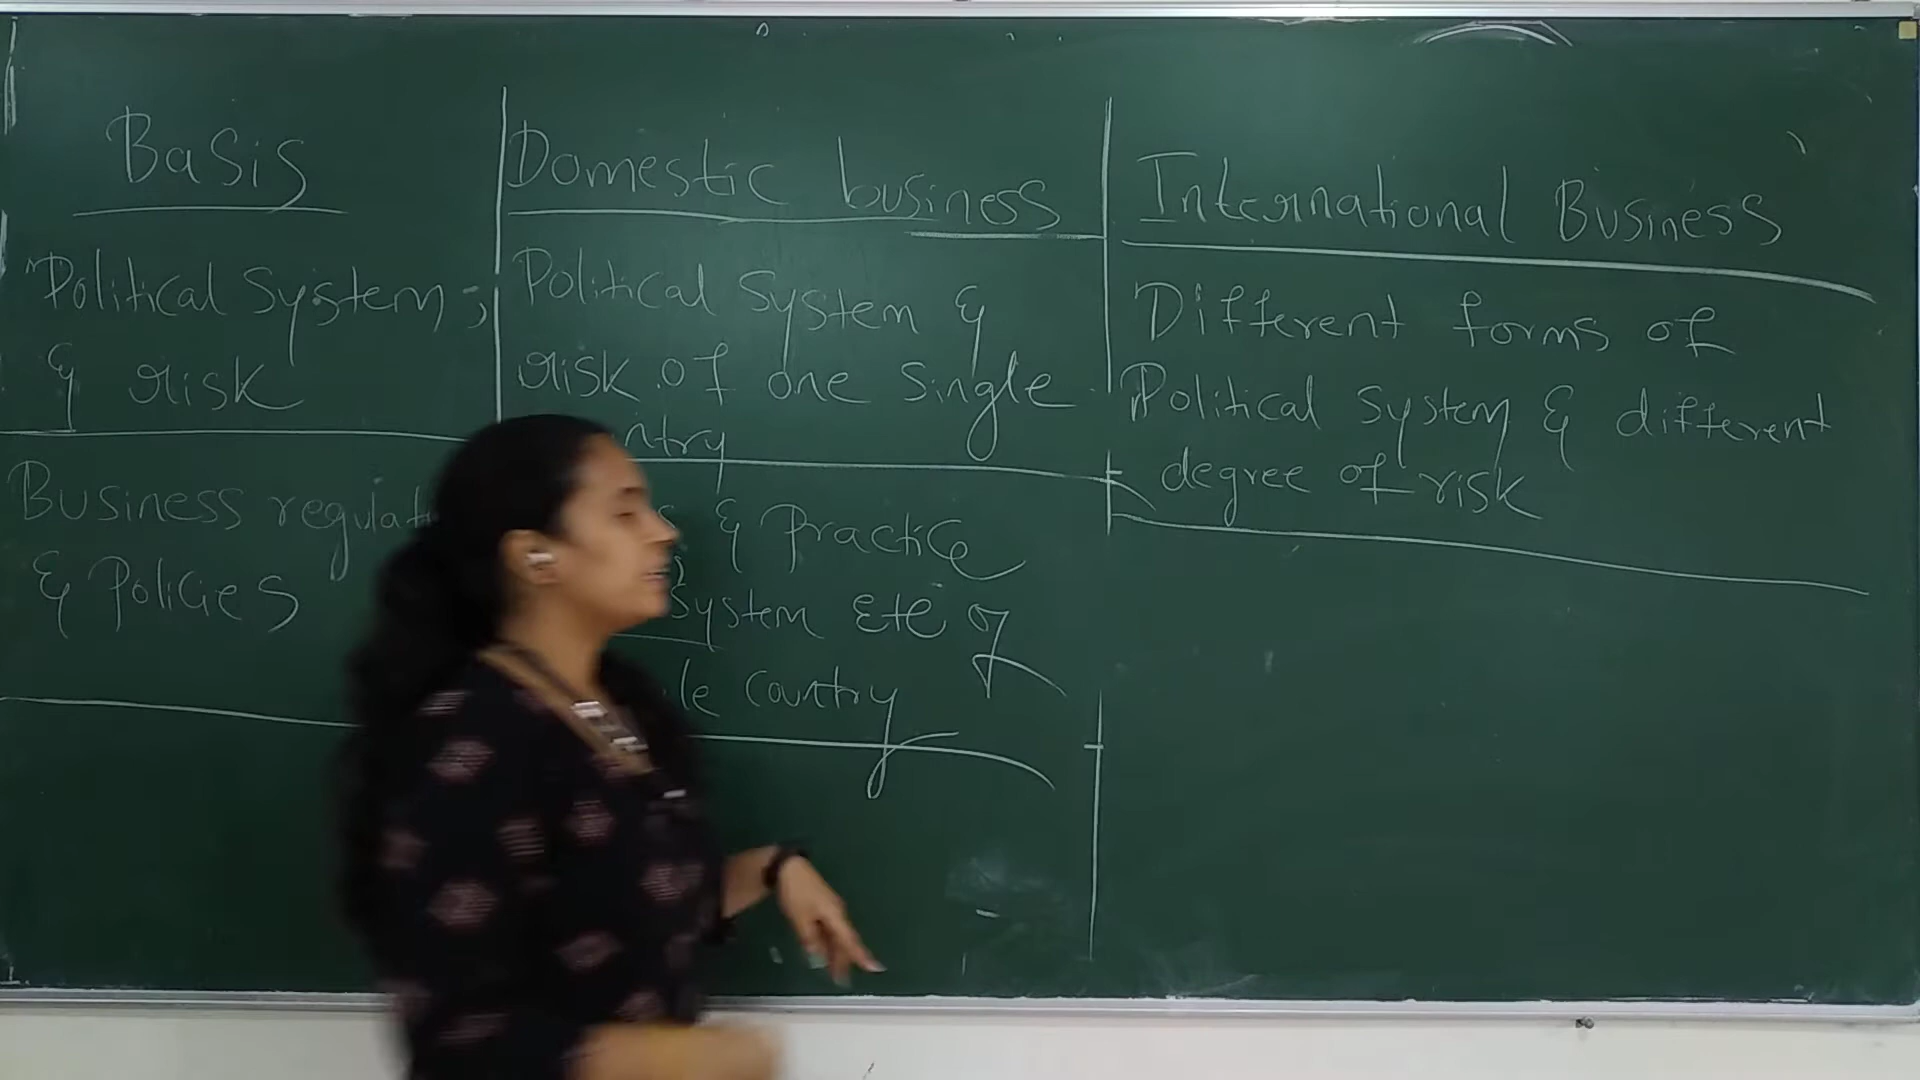 Basis
Political System,
& risk
Business
& Policies
Domestic business
Political System &
risk of one Single
& Practice
System Etc of
Country
International Business
Different forms of
Political System & different
degree of risk